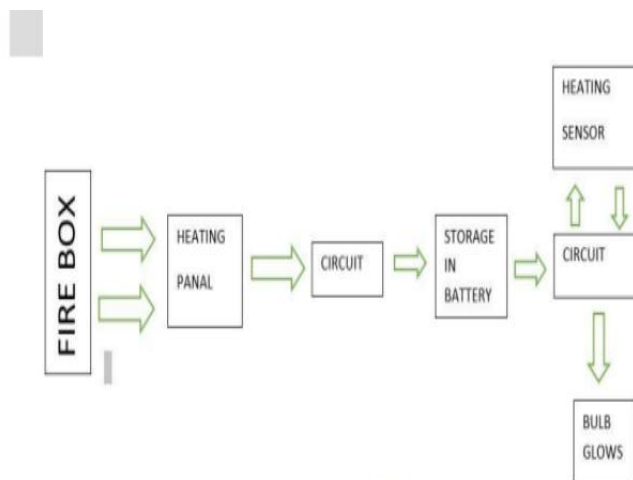 FIRE BOX
HEATING
PANAL
CIRCUIT
STORAGE
IN
BATTERY
HEATING
SENSOR
CIRCUIT
BULB
GLOWS